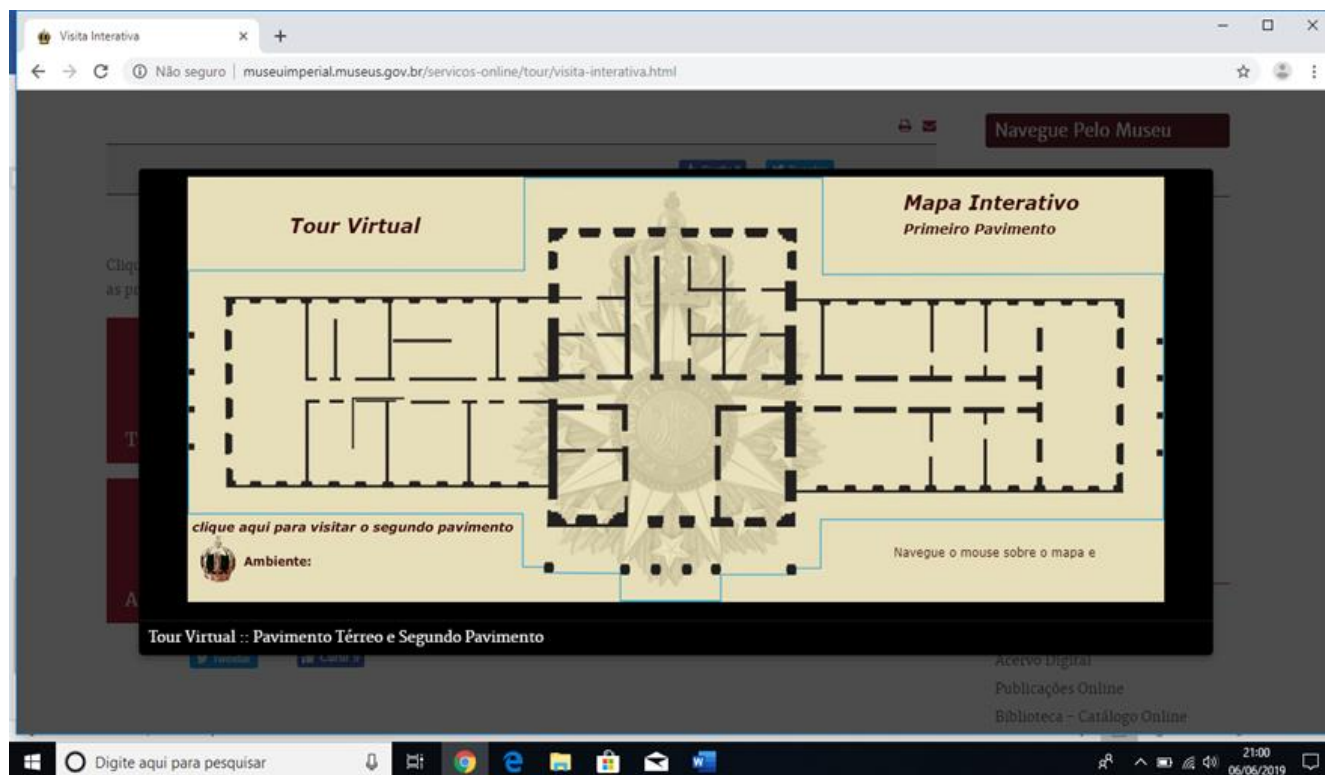 Visita Interativa
Não seguro | museuimperial.museus.gov.br/servicos-online/tour/visita-interativa.html
Navegue Pelo Museu
Tour Virtual
Mapa Interativo
Primeiro Pavimento
clique aqui para visitar o segundo pavimento
Ambiente:
Navegue o mouse sobre o mapa e
Tour Virtual :: Pavimento Térreo e Segundo Pavimento
Acervo Digital
Publicações Online
Biblioteca – Catálogo Online
Digite aqui para pesquisar
21:00
06/06/2019